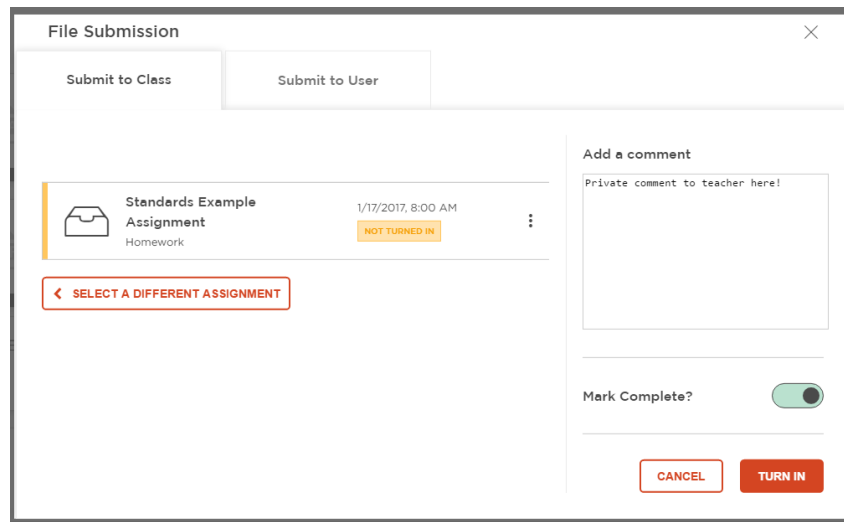 File Submission
Submit to Class
Submit to User
Standards Example
Assignment
Homework
1/17/2017, 8:00 AM
NOT TURNED IN
SELECT A DIFFERENT ASSIGNMENT
Add a comment
Private comment to teacher here!
Mark Complete?
CANCEL
TURN IN